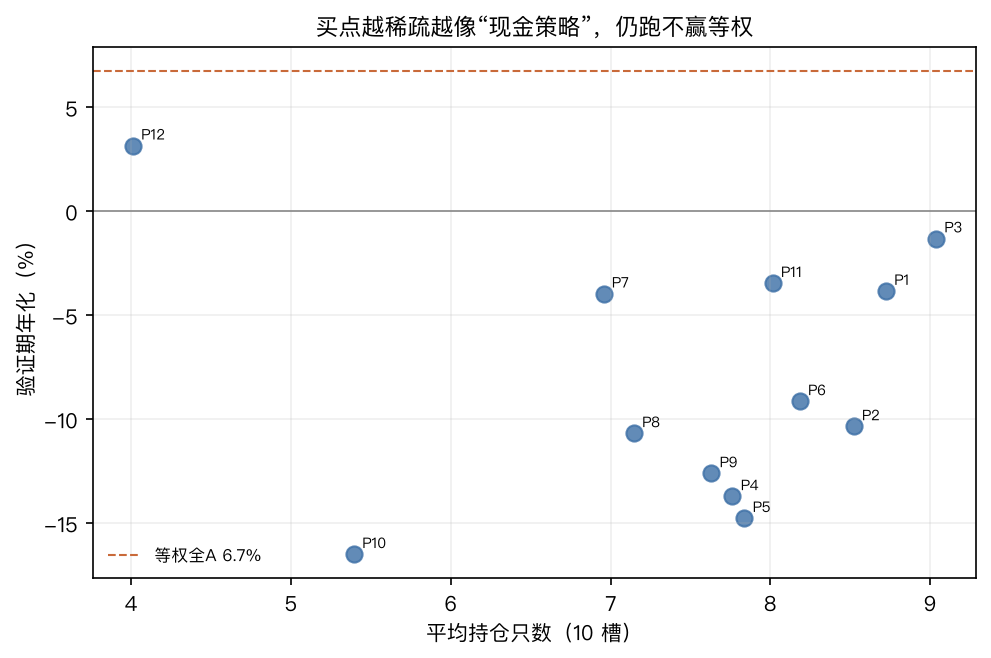 买点越稀疏越像“现金策略”，仍跑不赢等权
验证期年化（%）
5
0
−5
−10
−15
P12
P3
P11
P7
P1
P6
P2
P8
P9
P4
P5
P10
等权全A 6.7%
4
5
6
7
8
9
平均持仓只数（10 槽）